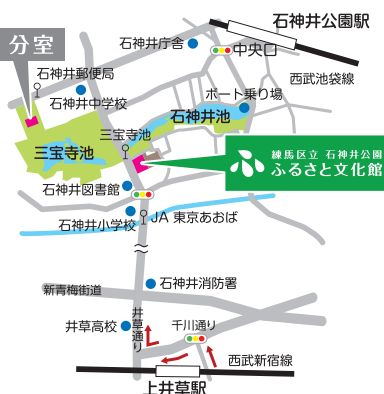 石神井公園駅
分室
石神井庁舎
中央口
石神井郵便局
西武池袋線
石神井中学校
ボート乗り場
石神井池
三宝寺池
三宝寺池
練馬区立 石神井公園
ふるさと文化館
石神井図書館
石神井小学校
JA 東京あおば
石神井消防署
新青梅街道
井草通り
井草高校
千川通り
西武新宿線
上井草駅